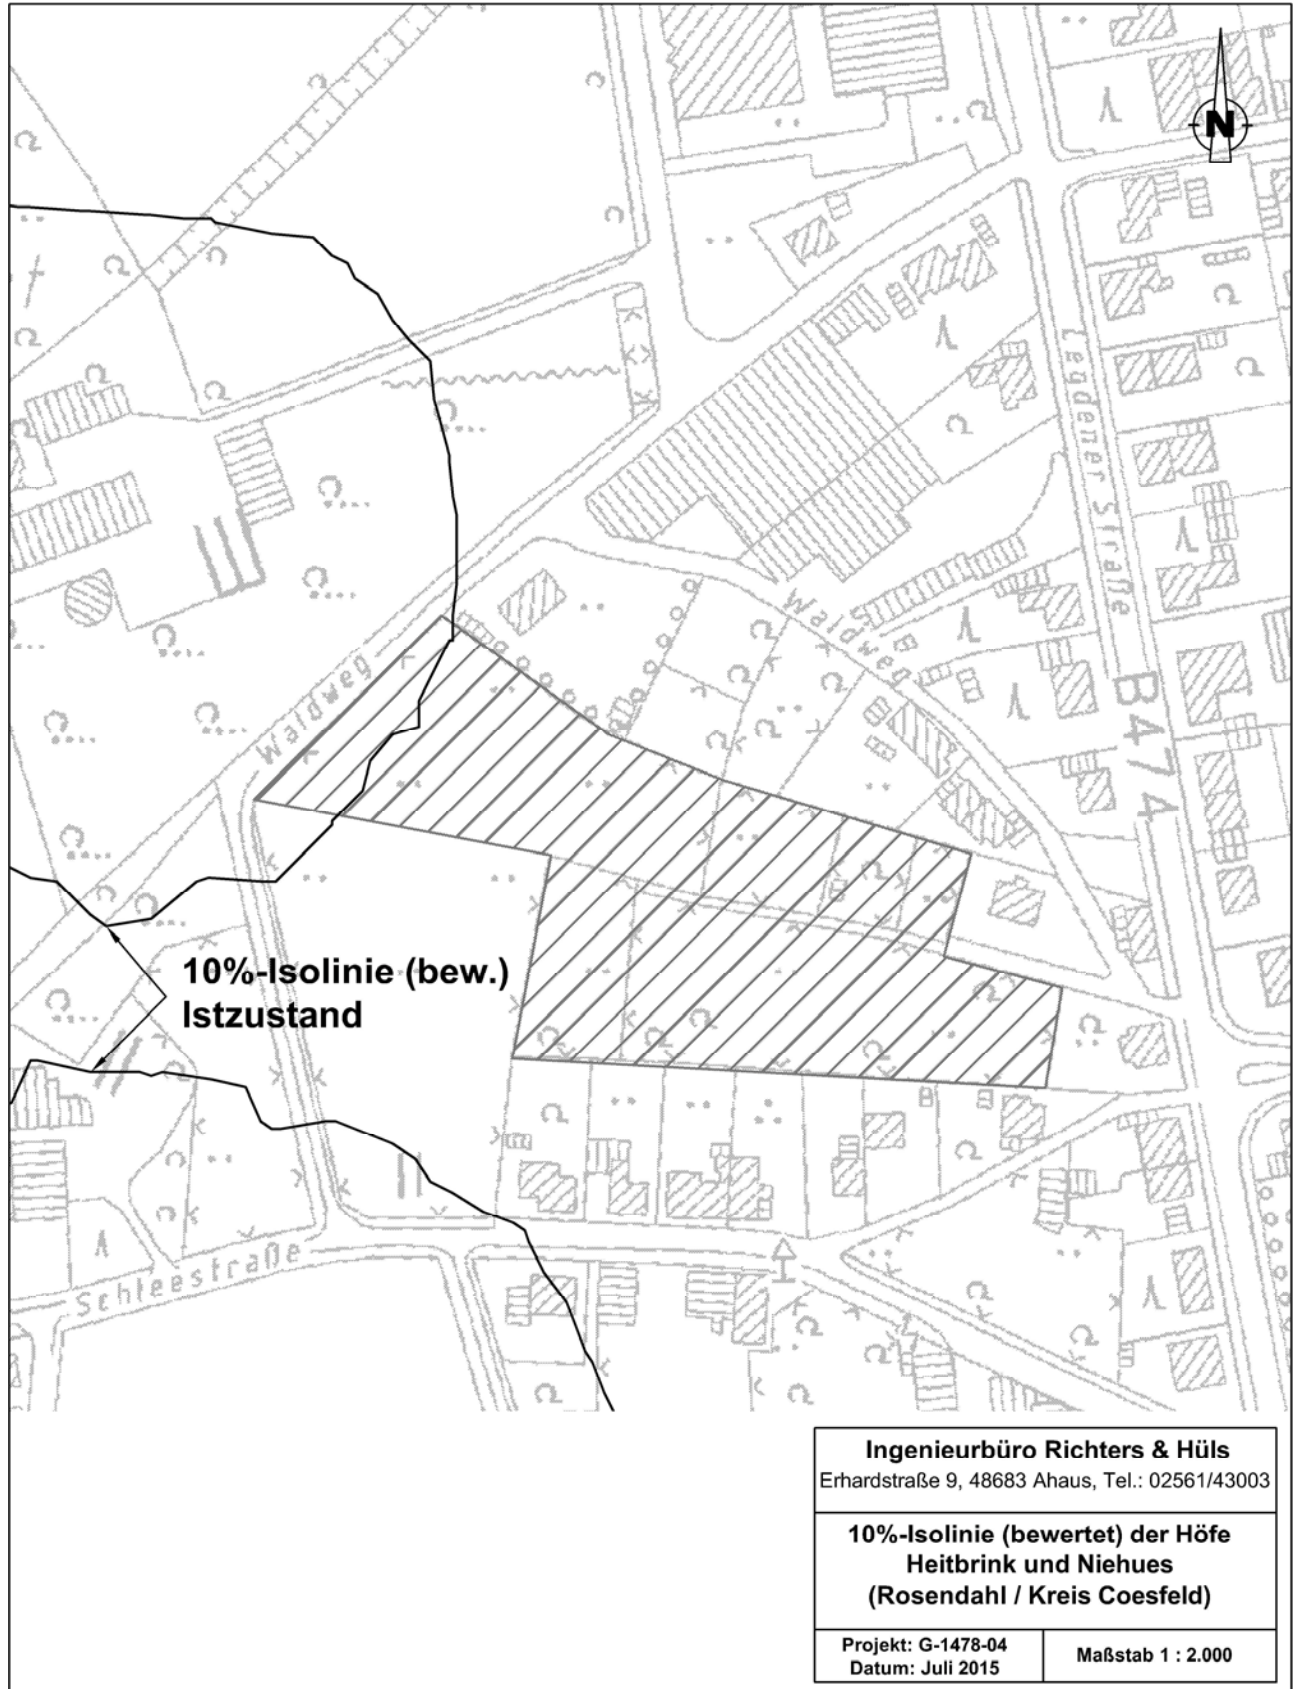 N
Legdener Straße
Waldweg
Waldweg
B474
10%-Isolinie (bew.)
Istzustand
Schleestraße
Ingenieurbüro Richters & Hüls
Erhardstraße 9, 48683 Ahaus, Tel.: 02561/43003
10%-Isolinie (bewertet) der Höfe
Heitbrink und Niehues
(Rosendahl / Kreis Coesfeld)
Projekt: G-1478-04
Datum: Juli 2015
Maßstab 1 : 2.000